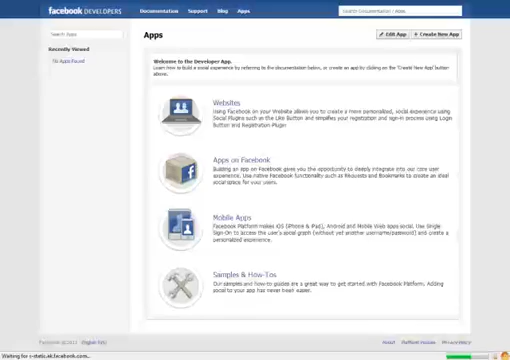 facebook DEVELOPERS Documentation Support Blog Apps Search Documentation / Apps
Search Apps
Apps
Edit App + Create New App
Recently Viewed
No Apps Found
Welcome to the Developer App.
Learn how to build a social experience by referring to the documentation below, or create an app by clicking on the 'Create New App' button
above.
Websites
Using Facebook on your Website allows you to create a more personalized, social experience using
Social Plugins such as the Like Button and simplifies your registration and sign-in process using Login
Button and Registration Plugin
Apps on Facebook
Building an app on Facebook gives you the opportunity to deeply integrate into our core user
experience. Use native Facebook functionality such as Requests and Bookmarks to create an ideal
social space for your users.
Mobile Apps
Facebook Platform makes iOS (iPhone & iPad), Android and Mobile Web apps social. Use Single
Sign-On to access the user's social graph (without yet another username/password) and create a
personalized experience.
Samples & How-Tos
Our samples and how-to guides are a great way to get started with Facebook Platform. Adding
social to your app has never been easier.
Facebook © 2011 English (US) About Platform Policies Privacy Policy
Waiting for s-static.ak.facebook.com...